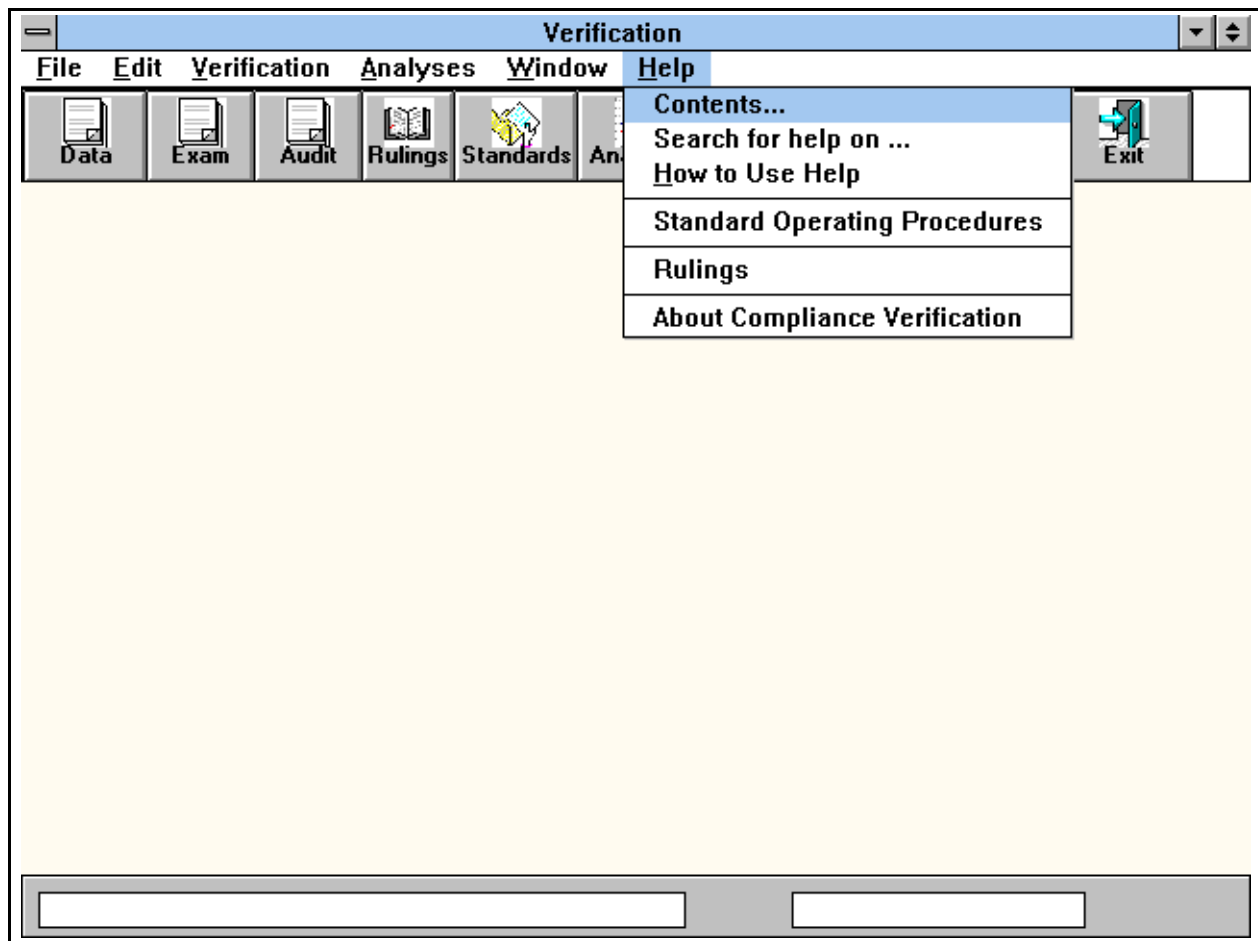 Verification
File Edit Verification Analyses Window Help
Contents...
Search for help on ...
How to Use Help
Standard Operating Procedures
Rulings
About Compliance Verification
Data Exam Audit Rulings Standards Exit